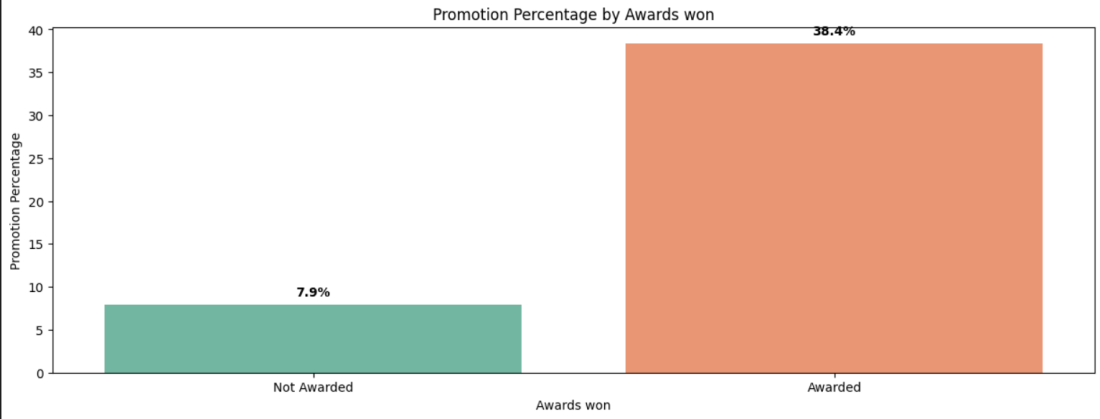 Promotion Percentage by Awards won
38.4%
7.9%
Promotion Percentage
40
35
30
25
20
15
10
5
0
Not Awarded
Awarded
Awards won